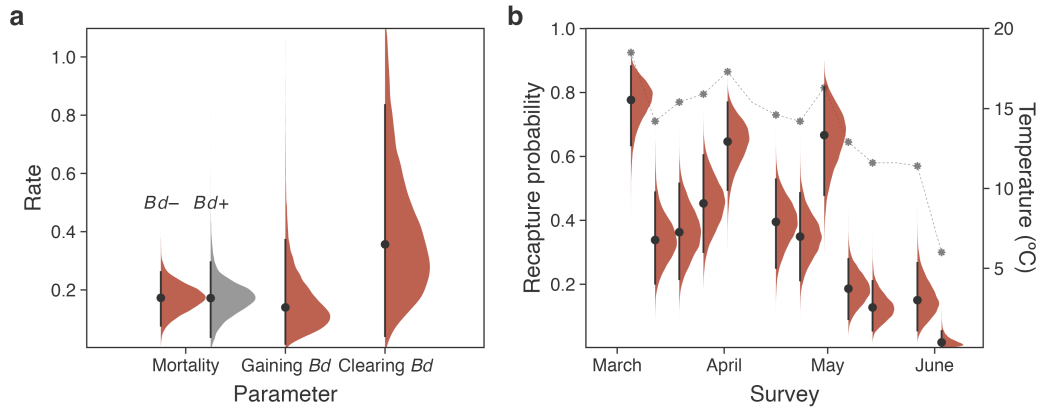 a
Rate
1.0
0.8
0.6
0.4
0.2
Bd– Bd+
Mortality Gaining Bd Clearing Bd
Parameter
b
Recapture probability
1.0
0.8
0.6
0.4
0.2
20
15
10
5
Temperature (ºC)
March April May June
Survey